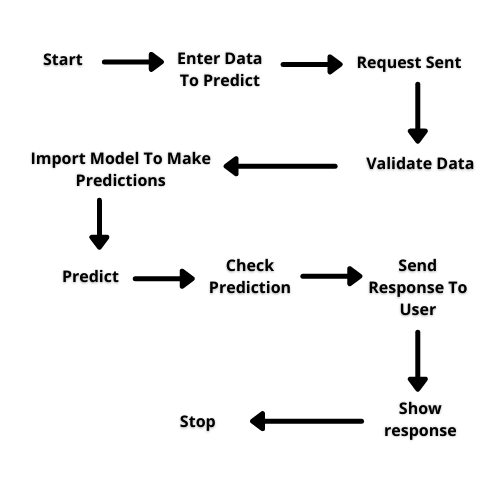 Start
Enter Data
To Predict
Request Sent
Validate Data
Import Model To Make
Predictions
Predict
Check
Prediction
Send
Response To
User
Show
response
Stop